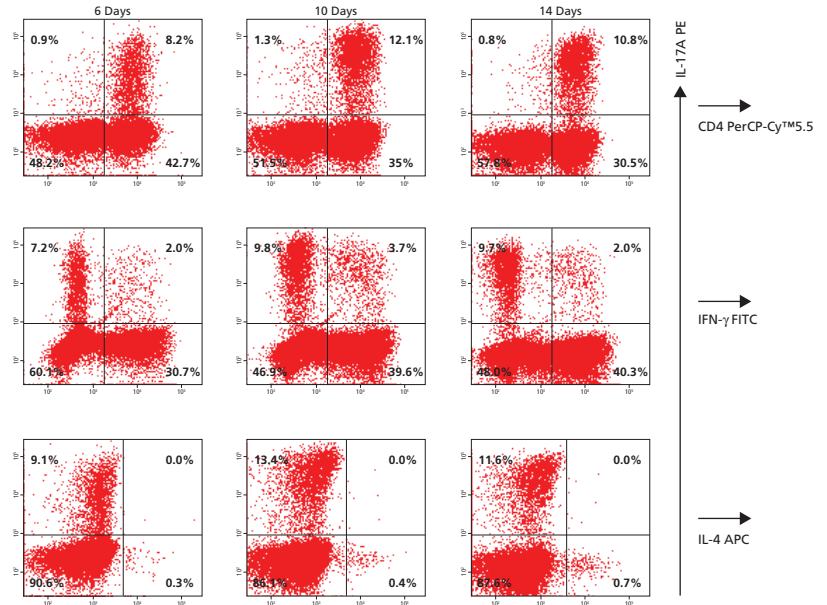 6 Days 10 Days 14 Days
0.9% 8.2% 1.3% 12.1% 0.8% 10.8%
48.2% 42.7% 51.5% 35% 57.8% 30.5%
IL-17A PE
CD4 PerCP-Cy™5.5
7.2% 2.0% 9.8% 3.7% 9.7% 2.0%
60.1% 30.7% 46.9% 39.6% 48.0% 40.3%
IFN-γ FITC
9.1% 0.0% 13.4% 0.0% 11.6% 0.0%
90.6% 0.3% 86.1% 0.4% 87.6% 0.7%
IL-4 APC